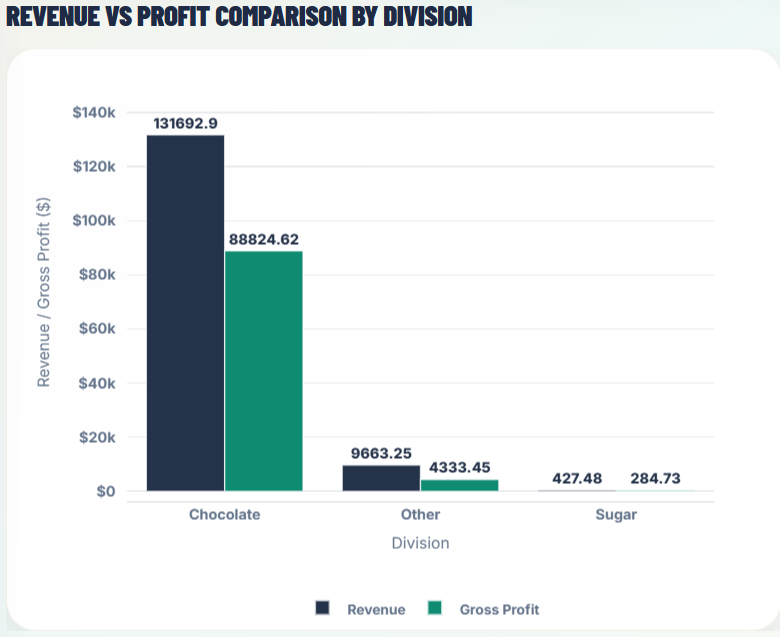 REVENUE VS PROFIT COMPARISON BY DIVISION
Revenue / Gross Profit ($)
$140k
$120k
$100k
$80k
$60k
$40k
$20k
$0
131692.9
88824.62
9663.25
4333.45
427.48
284.73
Chocolate
Other
Sugar
Division
Revenue
Gross Profit